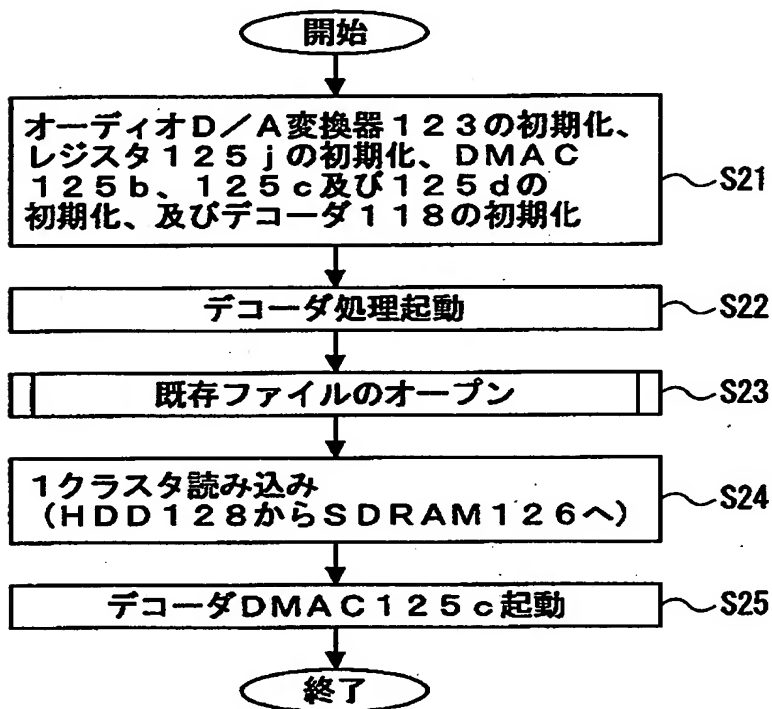 開始
オーディオD／A変換器１２３の初期化、
レジスタ１２５ｊの初期化、DMAC
１２５ｂ、１２５ｃ及び１２５ｄの
初期化、及びデコーダ１１８の初期化
S21
デコーダ処理起動
S22
既存ファイルのオープン
S23
１クラスタ読み込み
（HDD１２８からSDRAM１２６へ）
S24
デコーダDMAC１２５ｃ起動
S25
終了